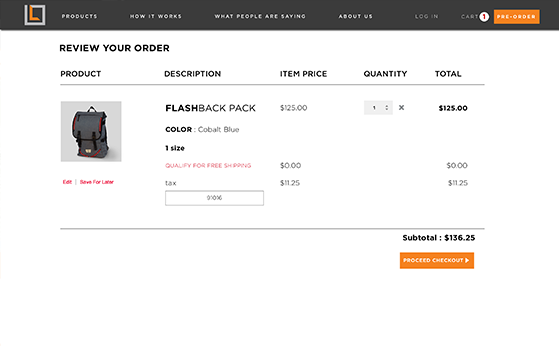 PRODUCTS HOW IT WORKS WHAT PEOPLE ARE SAYING ABOUT US LOG IN CART 1 PRE-ORDER
REVIEW YOUR ORDER
PRODUCT DESCRIPTION ITEM PRICE QUANTITY TOTAL
FLASHBACK PACK $125.00 1 $125.00
COLOR : Cobalt Blue
1 size
QUALIFY FOR FREE SHIPPING $0.00 $0.00
Edit | Save For Later tax $11.25 $11.25
91016
Subtotal : $136.25
PROCEED CHECKOUT